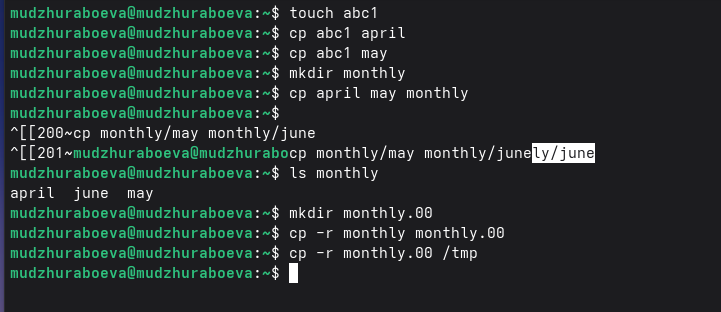 mudzhuraboeva@mudzhuraboeva:~$ touch abc1
mudzhuraboeva@mudzhuraboeva:~$ cp abc1 april
mudzhuraboeva@mudzhuraboeva:~$ cp abc1 may
mudzhuraboeva@mudzhuraboeva:~$ mkdir monthly
mudzhuraboeva@mudzhuraboeva:~$ cp april may monthly
mudzhuraboeva@mudzhuraboeva:~$
^[[200~cp monthly/may monthly/june
^[[201~mudzhuraboeva@mudzhurabocp monthly/may monthly/junely/june
mudzhuraboeva@mudzhuraboeva:~$ ls monthly
april  june  may
mudzhuraboeva@mudzhuraboeva:~$ mkdir monthly.00
mudzhuraboeva@mudzhuraboeva:~$ cp -r monthly monthly.00
mudzhuraboeva@mudzhuraboeva:~$ cp -r monthly.00 /tmp
mudzhuraboeva@mudzhuraboeva:~$